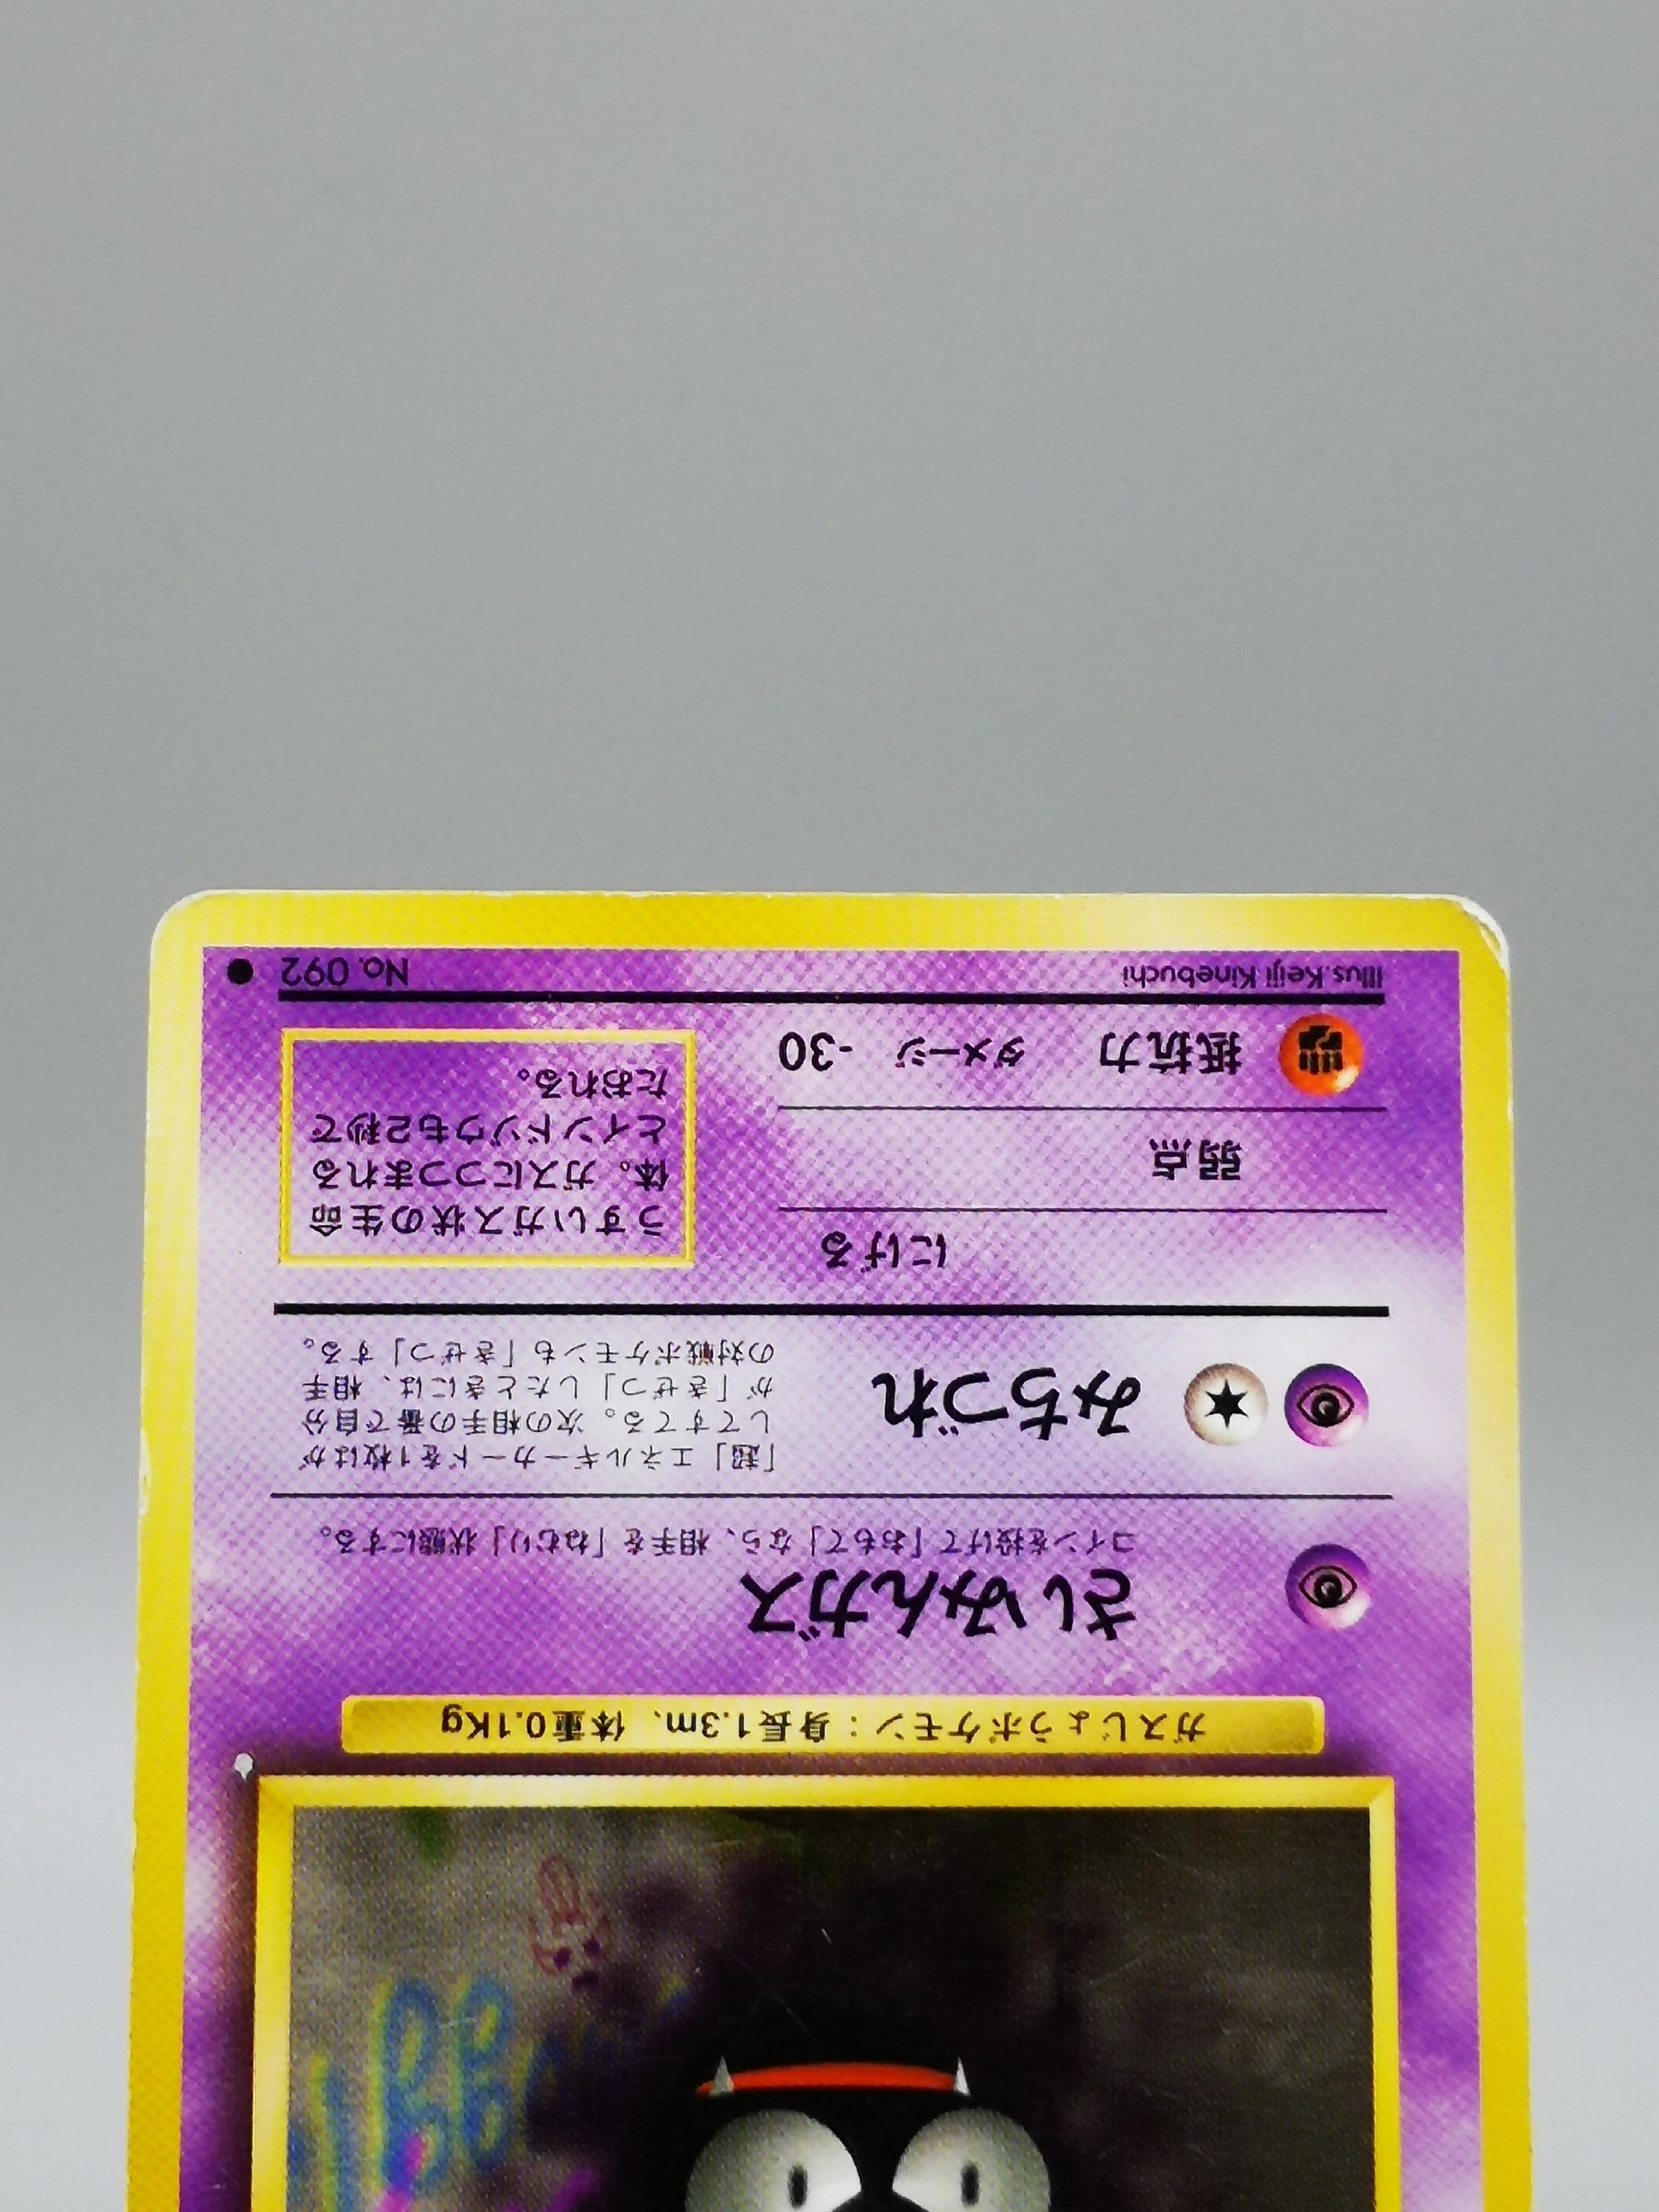 ガスじょうポケモン：身長1.3m、体重0.1Kg
さいみんガス
コインを投げて「おもて」なら、相手を「ねむり」状態にする。
みちづれ
「超」エネルギーカードを1枚はが
してすてる。次の相手の番で自分
が「きぜつ」したときには、相手
の対戦ポケモンも「きぜつ」する。
にげる
弱点
抵抗力 ダメージ -30
うすいガス状の生命
体。ガスにつつまれる
とインドゾウも2秒で
たおれる。
Illus. Keiji Kinebuchi
No. 092